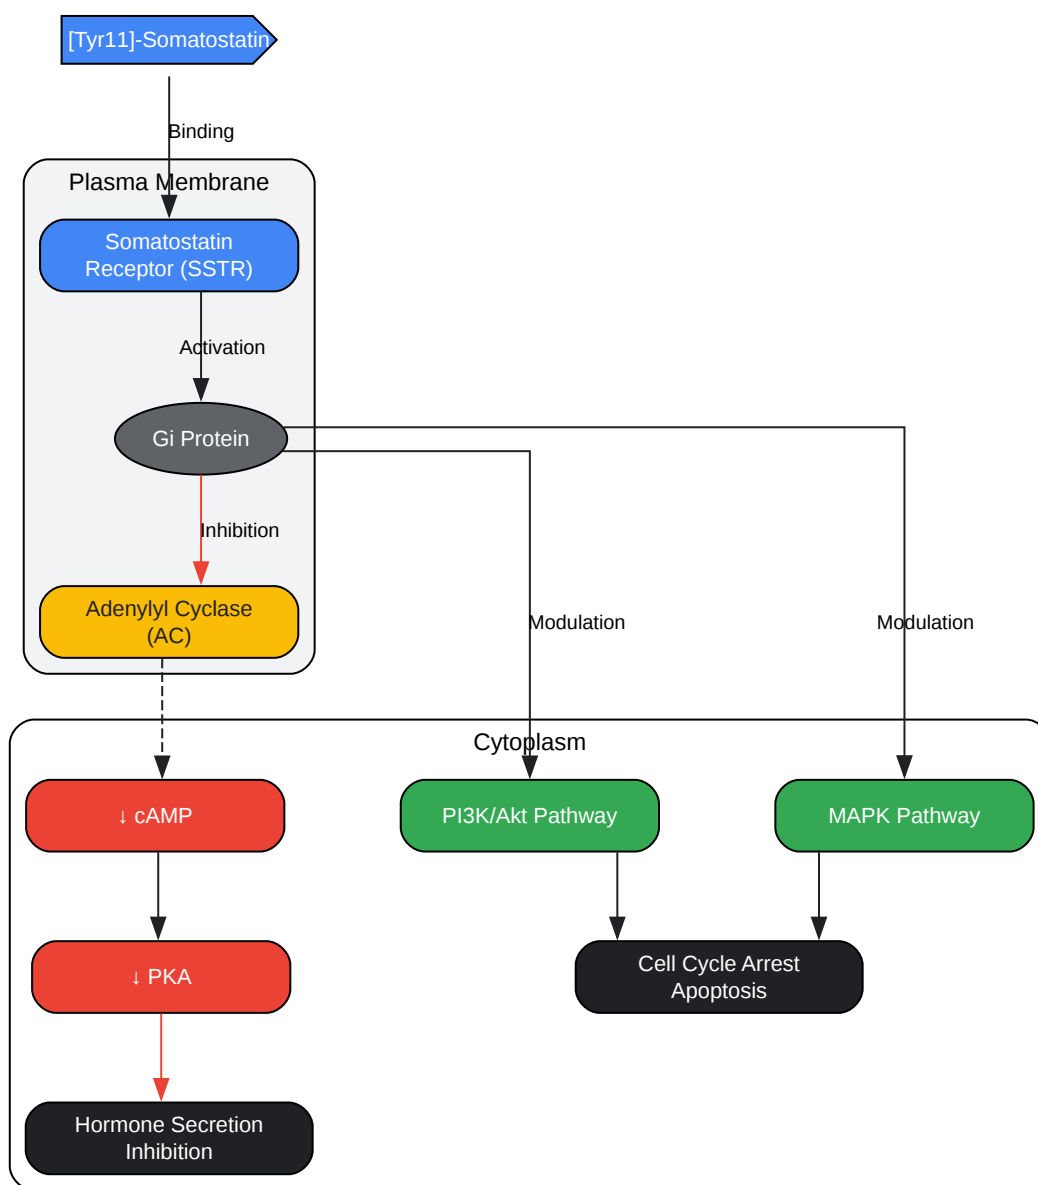 [Tyr11]-Somatostatin
Binding
Plasma Membrane
Somatostatin
Receptor (SSTR)
Activation
Gi Protein
Inhibition
Adenylyl Cyclase
(AC)
Modulation
Modulation
Cytoplasm
↓ cAMP
PI3K/Akt Pathway
MAPK Pathway
↓ PKA
Cell Cycle Arrest
Apoptosis
Hormone Secretion
Inhibition